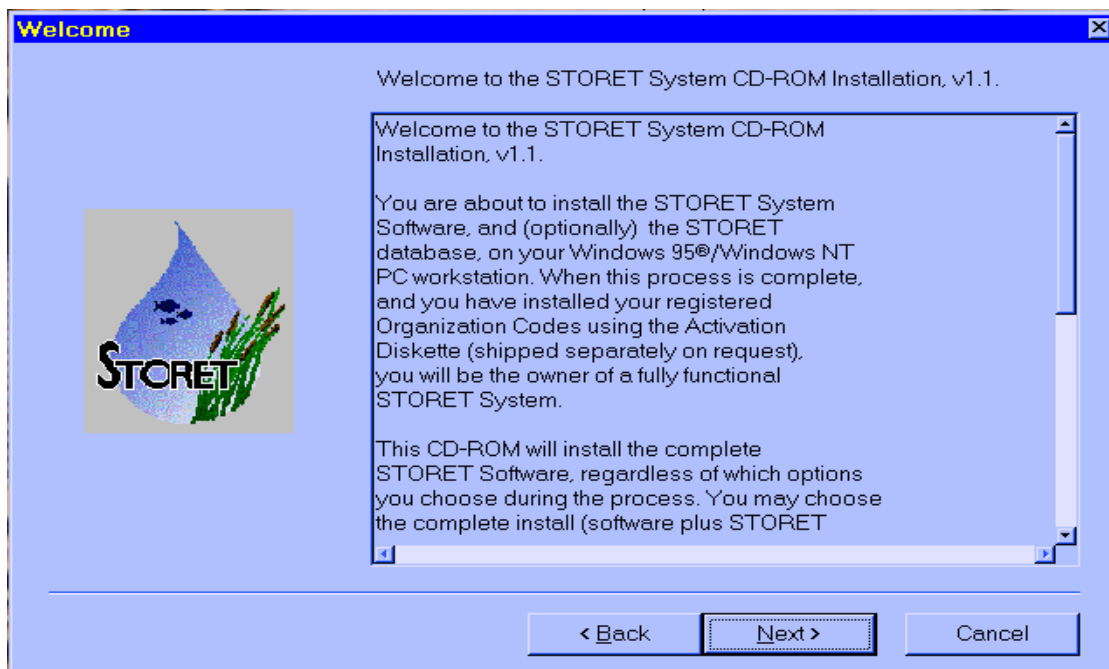 Welcome
Welcome to the STORET System CD-ROM Installation, v1.1.
Welcome to the STORET System CD-ROM
Installation, v1.1.
You are about to install the STORET System
Software, and (optionally)  the STORET
database, on your Windows 95®/Windows NT
PC workstation. When this process is complete,
and you have installed your registered
Organization Codes using the Activation
Diskette (shipped separately on request),
you will be the owner of a fully functional
STORET System.
This CD-ROM will install the complete
STORET Software, regardless of which options
you choose during the process. You may choose
the complete install (software plus STORET
STORET
< Back
Next >
Cancel